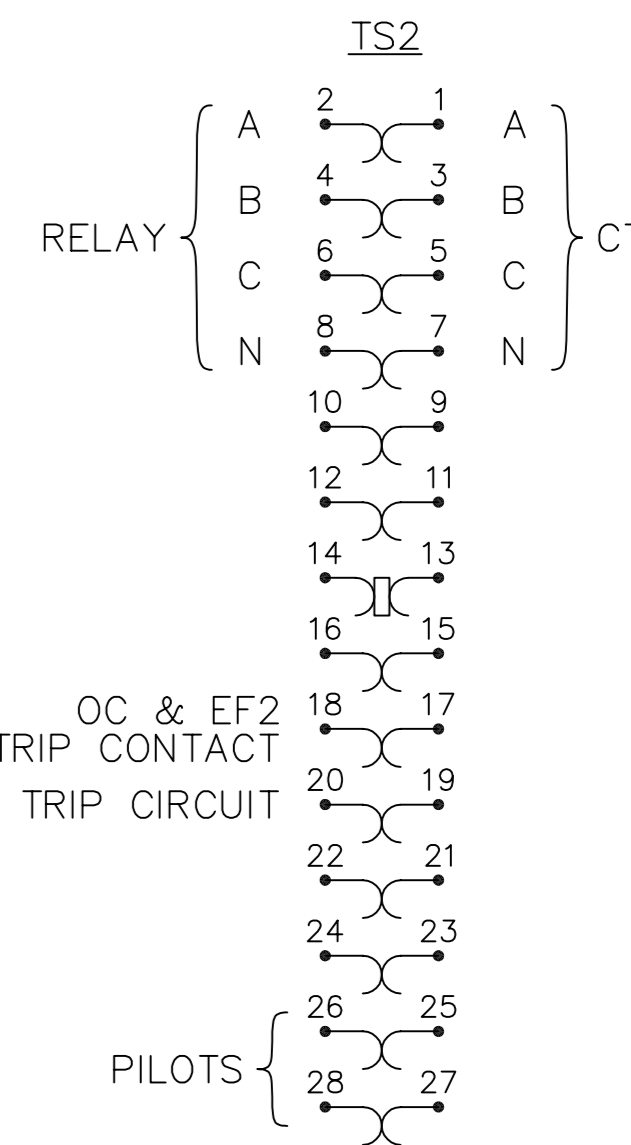 TS2
2 1
A A
4 3
B B
RELAY
6 5
C C
8 7
N N
10 9
12 11
14 13
16 15
OC & EF2 18 17
TRIP CONTACT
TRIP CIRCUIT 20 19
22 21
24 23
26 25
PILOTS
28 27